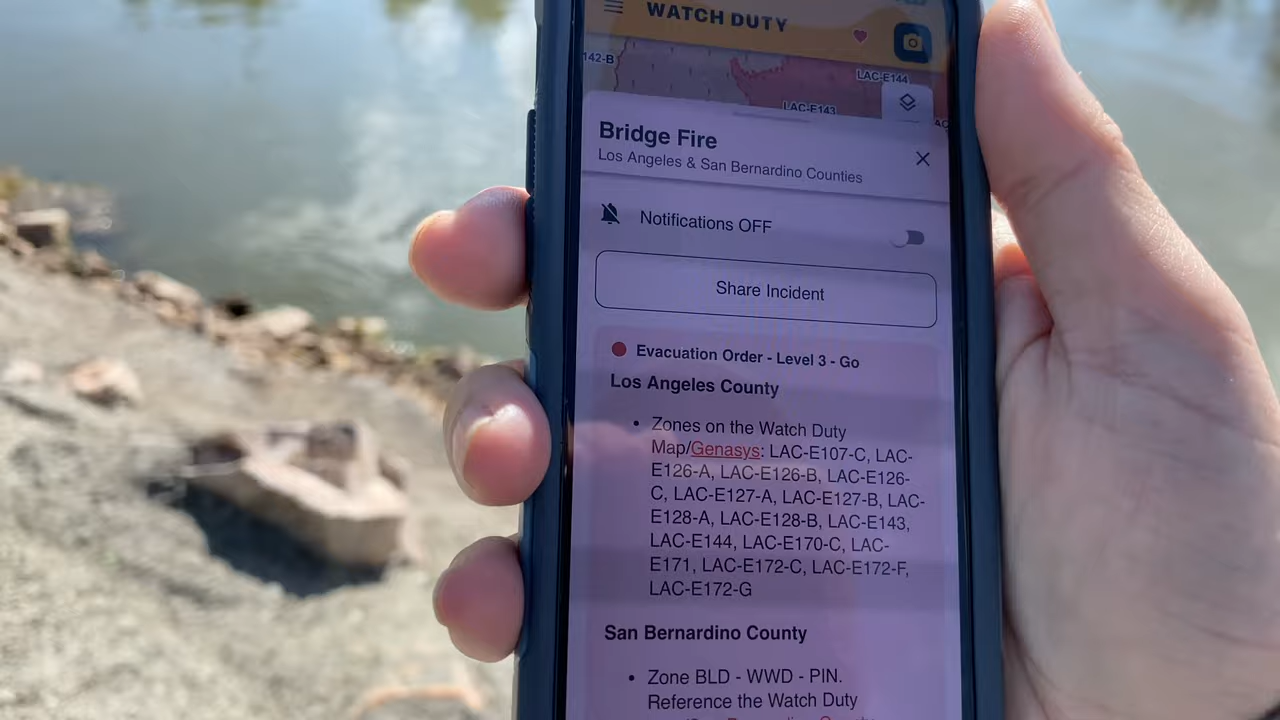 WATCH DUTY
142-B
LAC-E144
LAC-E143
Bridge Fire
Los Angeles & San Bernardino Counties
Notifications OFF
Share Incident
Evacuation Order - Level 3 - Go
Los Angeles County
• Zones on the Watch Duty
Map/Genasys: LAC-E107-C, LAC-
E126-A, LAC-E126-B, LAC-E126-
C, LAC-E127-A, LAC-E127-B, LAC-
E128-A, LAC-E128-B, LAC-E143,
LAC-E144, LAC-E170-C, LAC-
E171, LAC-E172-C, LAC-E172-F,
LAC-E172-G
San Bernardino County
• Zone BLD - WWD - PIN.
Reference the Watch Duty